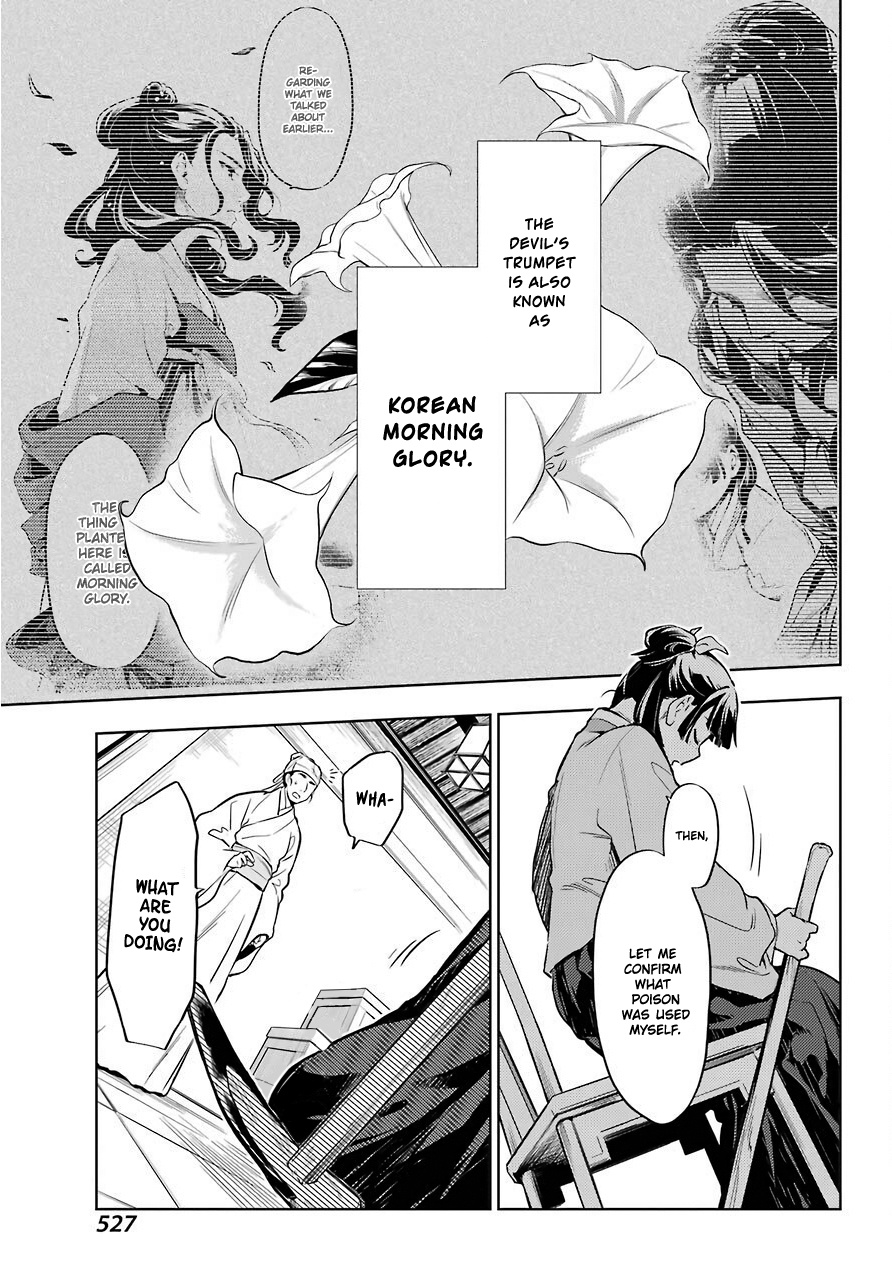 RE-
GARDING
WHAT WE
TALKED
ABOUT
EARLIER...
THE
DEVIL'S
TRUMPET
IS ALSO
KNOWN
AS
KOREAN
MORNING
GLORY.
THE
THING
PLANTE
HERE IS
CALLED
MORNING
GLORY.
THEN,
LET ME
CONFIRM
WHAT
POISON
WAS USED
MYSELF.
WHA-
WHAT
ARE
YOU
DOING!
527